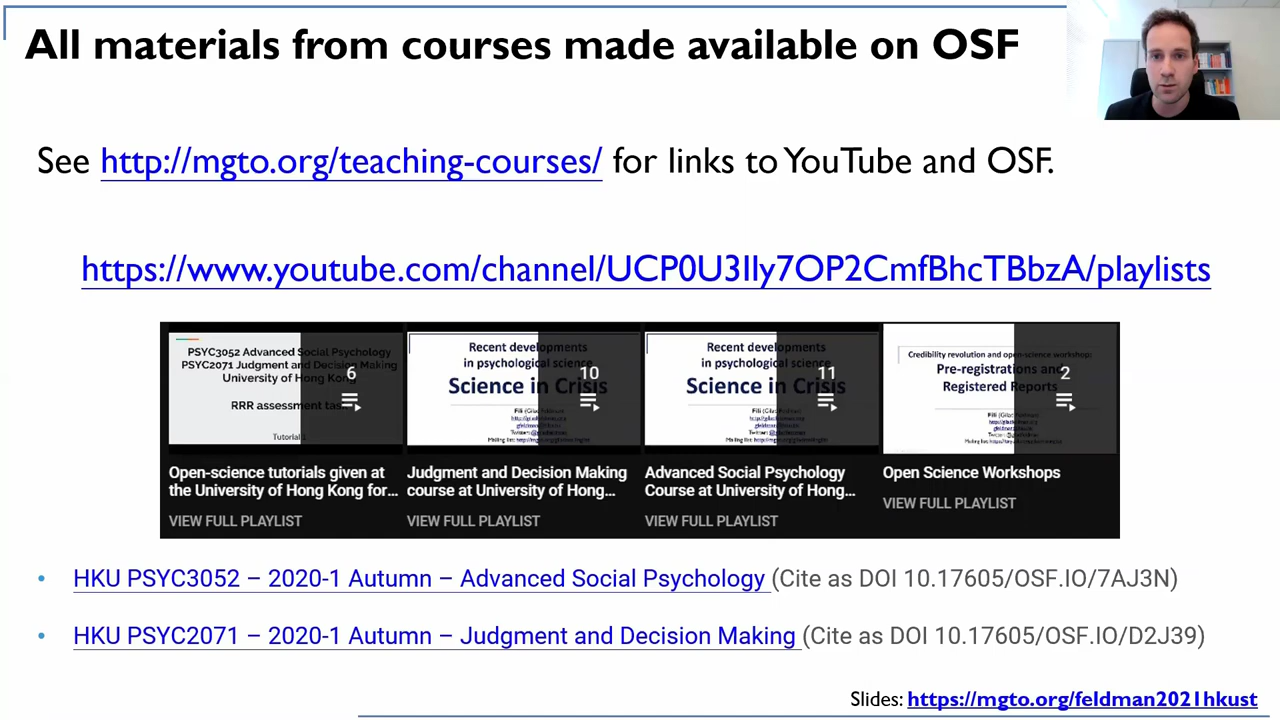 All materials from courses made available on OSF
See http://mgto.org/teaching-courses/ for links to YouTube and OSF.
https://www.youtube.com/channel/UCP0U3Ily7OP2CmfBhcTBbzA/playlists
PSYC3052 Advanced Social Psychology
PSYC2071 Judgment and Decision Making
University of Hong Kong
RRR assessment task
Tutorial
6
Open-science tutorials given at
the University of Hong Kong for...
VIEW FULL PLAYLIST
Recent developments
in psychological science
Science in Crisis
10
Judgment and Decision Making
course at University of Hong...
VIEW FULL PLAYLIST
Recent developments
in psychological science
Science in Crisis
11
Advanced Social Psychology
Course at University of Hong...
VIEW FULL PLAYLIST
Credibility revolution and open-science workshop:
Pre-registrations and
Registered Reports
2
Open Science Workshops
VIEW FULL PLAYLIST
• HKU PSYC3052 – 2020-1 Autumn – Advanced Social Psychology (Cite as DOI 10.17605/OSF.IO/7AJ3N)
• HKU PSYC2071 – 2020-1 Autumn – Judgment and Decision Making (Cite as DOI 10.17605/OSF.IO/D2J39)
Slides: https://mgto.org/feldman2021hkust